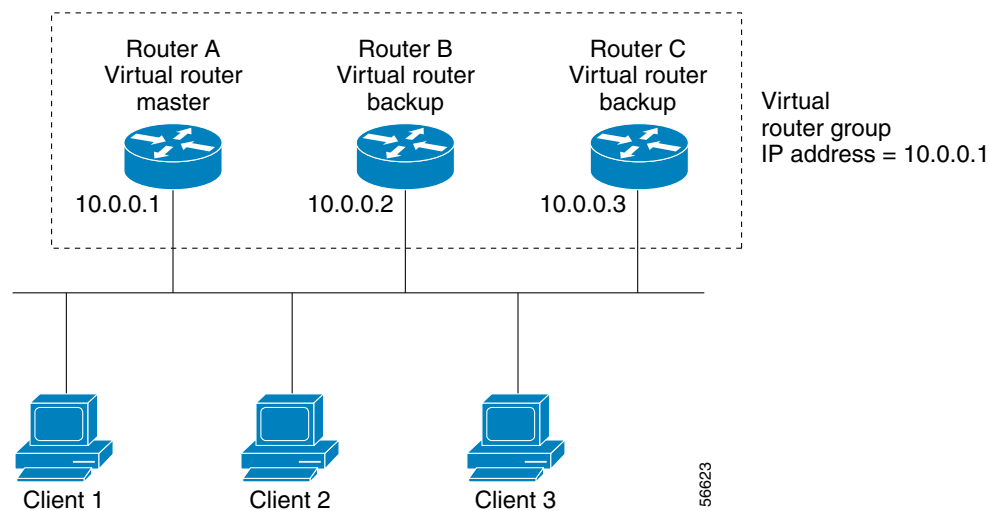 Router A
Virtual router
master
Router B
Virtual router
backup
Router C
Virtual router
backup
Virtual
router group
IP address = 10.0.0.1
10.0.0.1
10.0.0.2
10.0.0.3
Client 1
Client 2
Client 3
56623